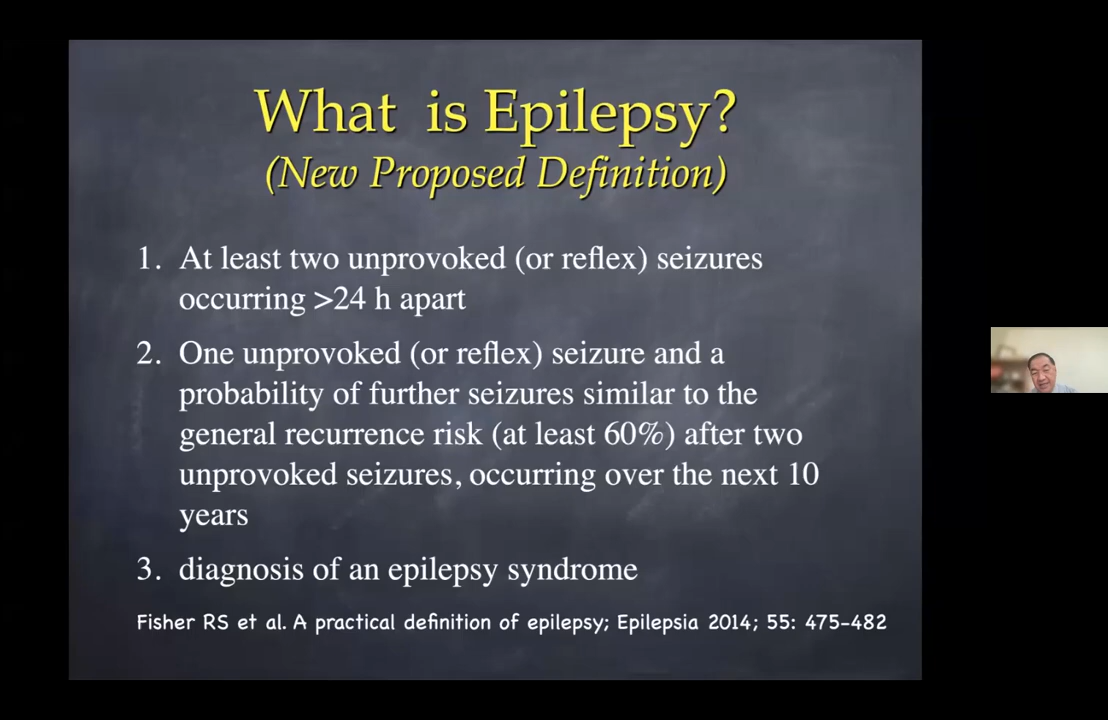 What is Epilepsy?
(New Proposed Definition)
1. At least two unprovoked (or reflex) seizures
occurring >24 h apart
2. One unprovoked (or reflex) seizure and a
probability of further seizures similar to the
general recurrence risk (at least 60%) after two
unprovoked seizures, occurring over the next 10
years
3. diagnosis of an epilepsy syndrome
Fisher RS et al. A practical definition of epilepsy; Epilepsia 2014; 55: 475-482